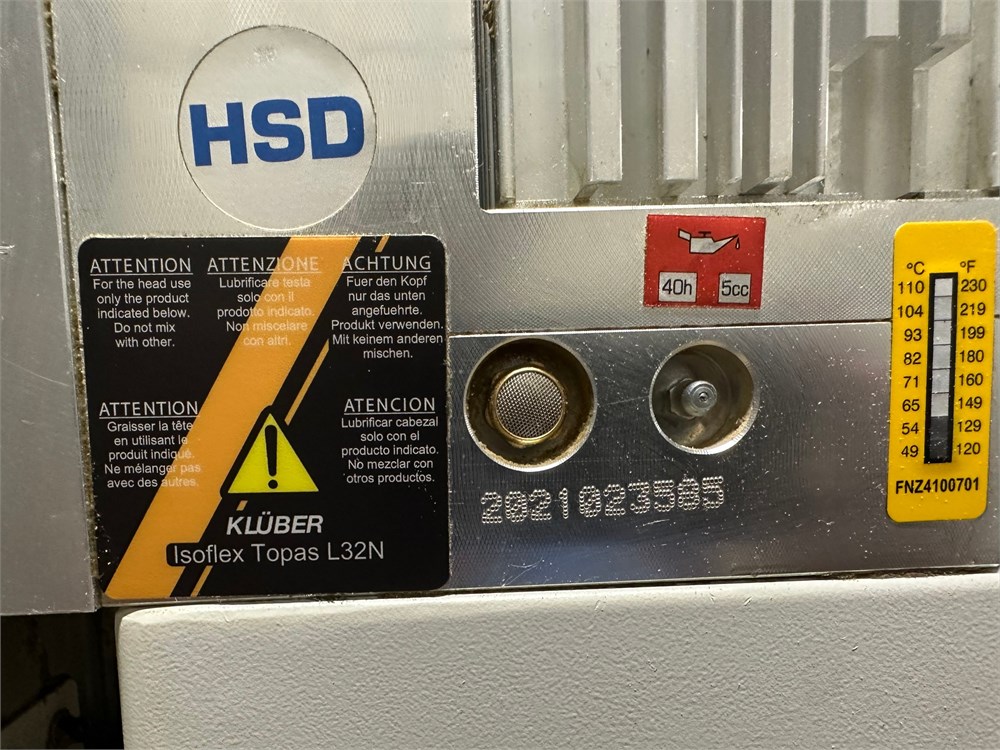 HSD
ATTENTION
For the head use
only the product
indicated below.
Do not mix
with other.
ATTENZIONE
Lubrificare testa
solo con il
prodotto indicato.
Non miscelare
con altri.
ACHTUNG
Fuer den Kopf
nur das unten
angefuehrte.
Produkt verwenden.
Mit keinem anderen
mischen.
ATTENTION
Graisser la tête
en utilisant le
produit indiqué.
Ne mélanger pas
avec des autres.
ATENCION
Lubrificar cabezal
solo con el
producto indicato.
No mezclar con
otros productos.
KLÜBER
Isoflex Topas L32N
40h 5cc
2021023585
°C °F
110 230
104 219
93 199
82 180
71 160
65 149
54 129
49 120
FNZ4100701